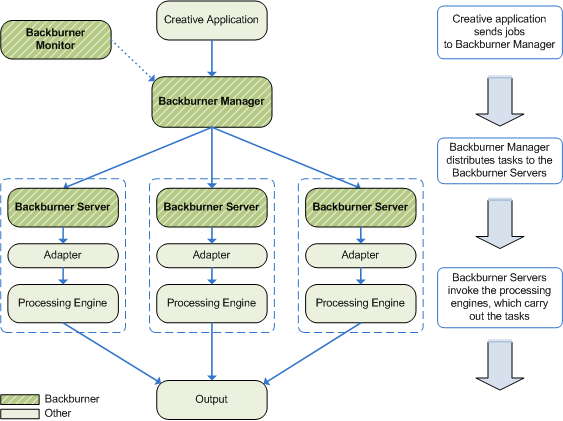 Creative Application
Backburner
Monitor
Backburner Manager
Backburner Server
Backburner Server
Backburner Server
Adapter
Adapter
Adapter
Processing Engine
Processing Engine
Processing Engine
Output
Backburner
Other
Creative application
sends jobs
to Backburner Manager
Backburner Manager
distributes tasks to the
Backburner Servers
Backburner Servers
invoke the processing
engines, which carry
out the tasks